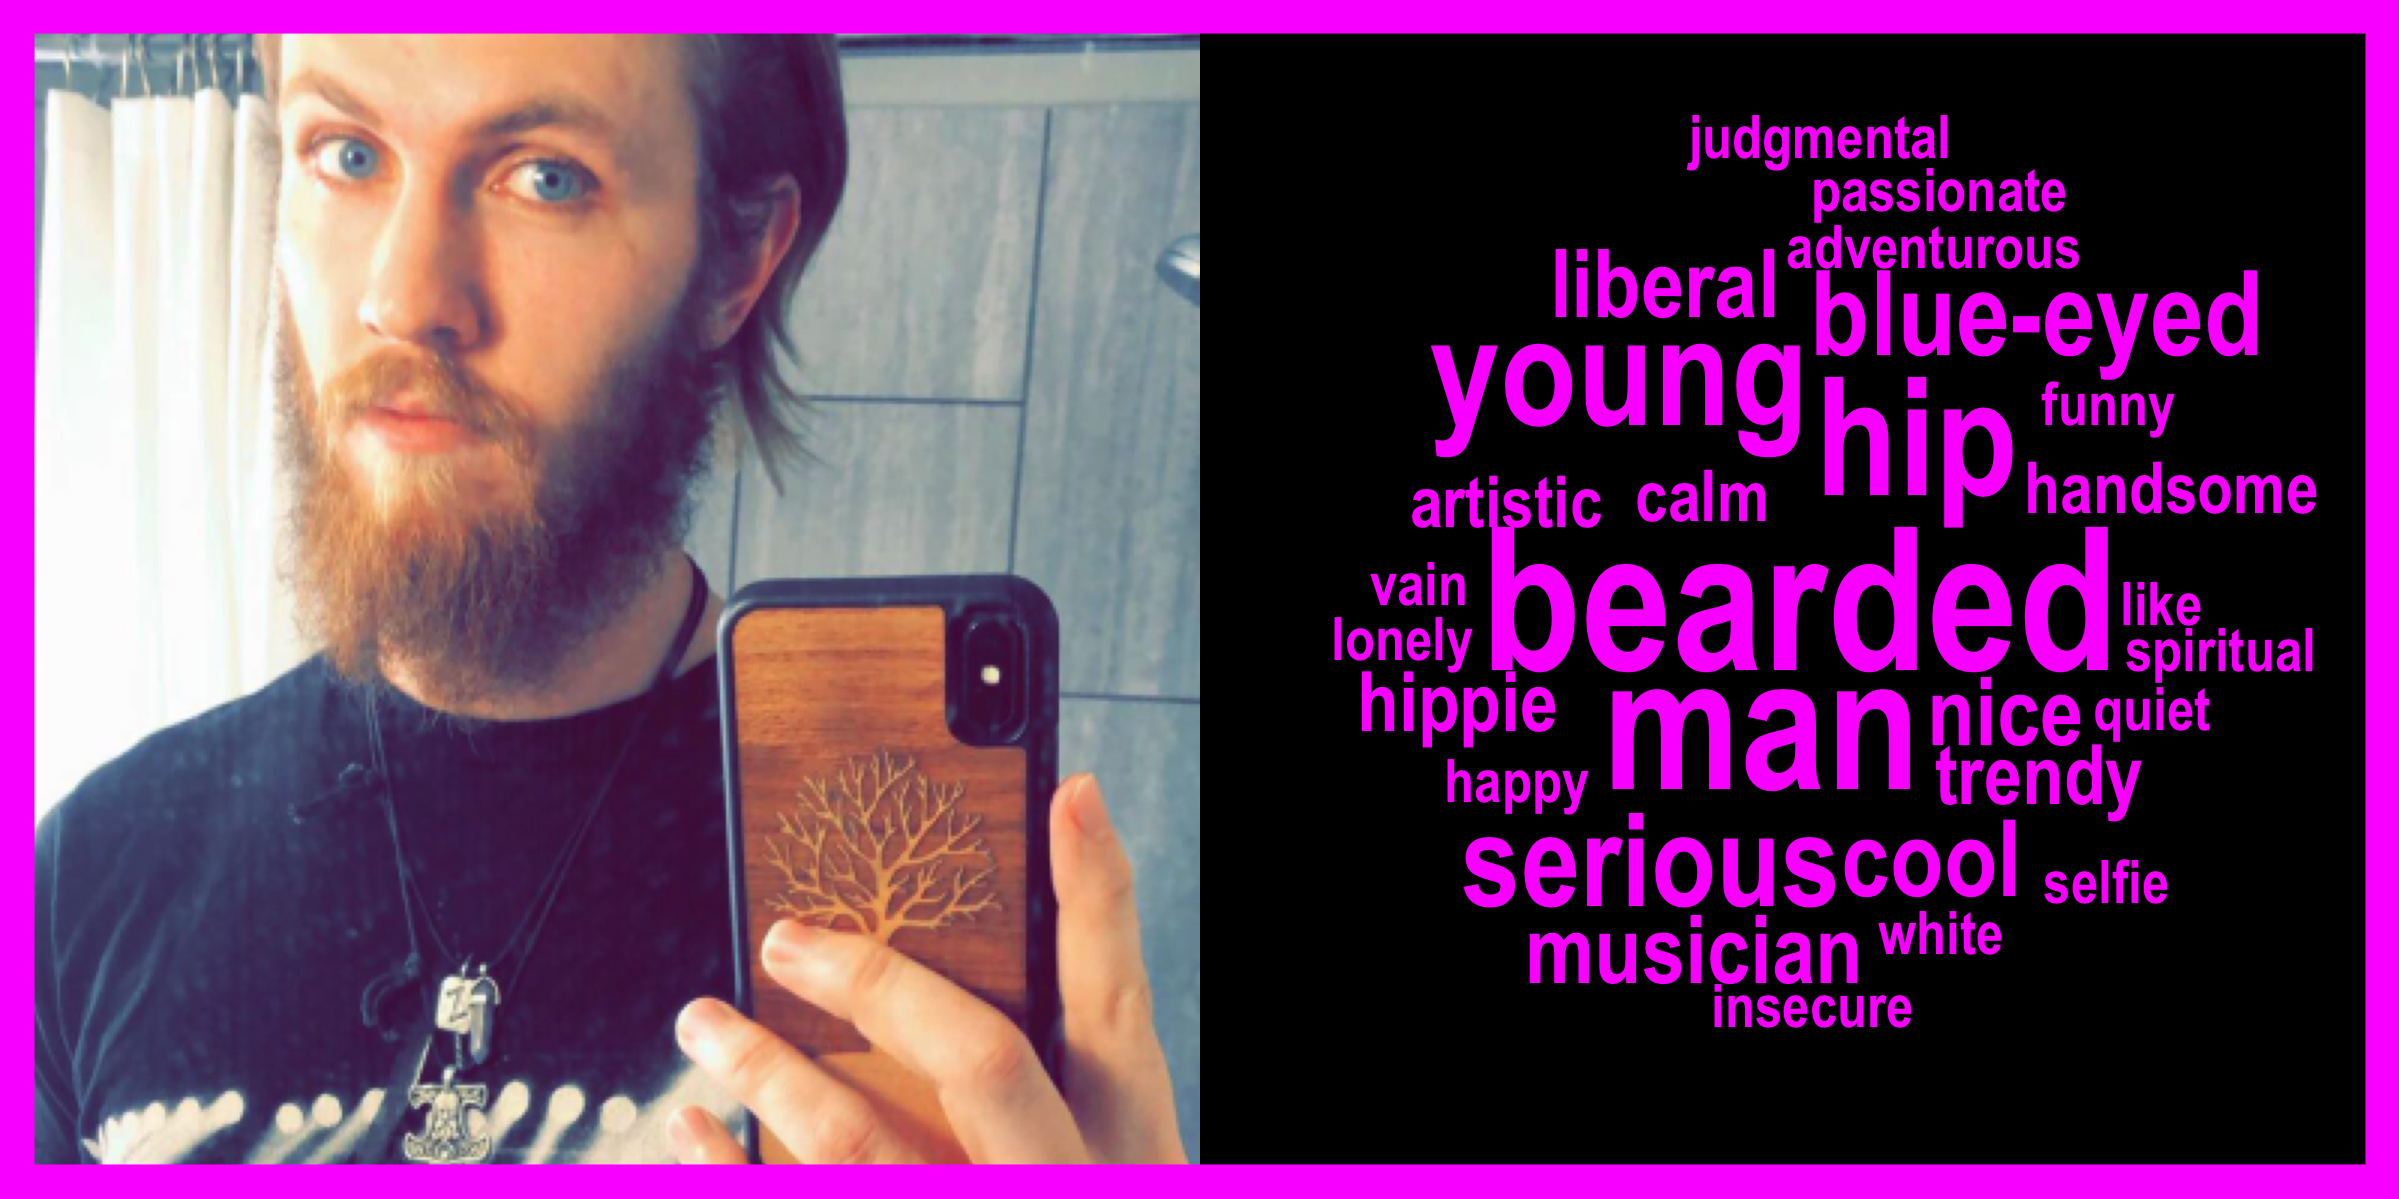 judgmental
passionate
adventurous
liberal
blue-eyed
young
hip
funny
handsome
artistic
calm
bearded
vain
like
lonely
spiritual
hippie
man
nice
quiet
happy
trendy
serious
cool
selfie
musician
white
insecure